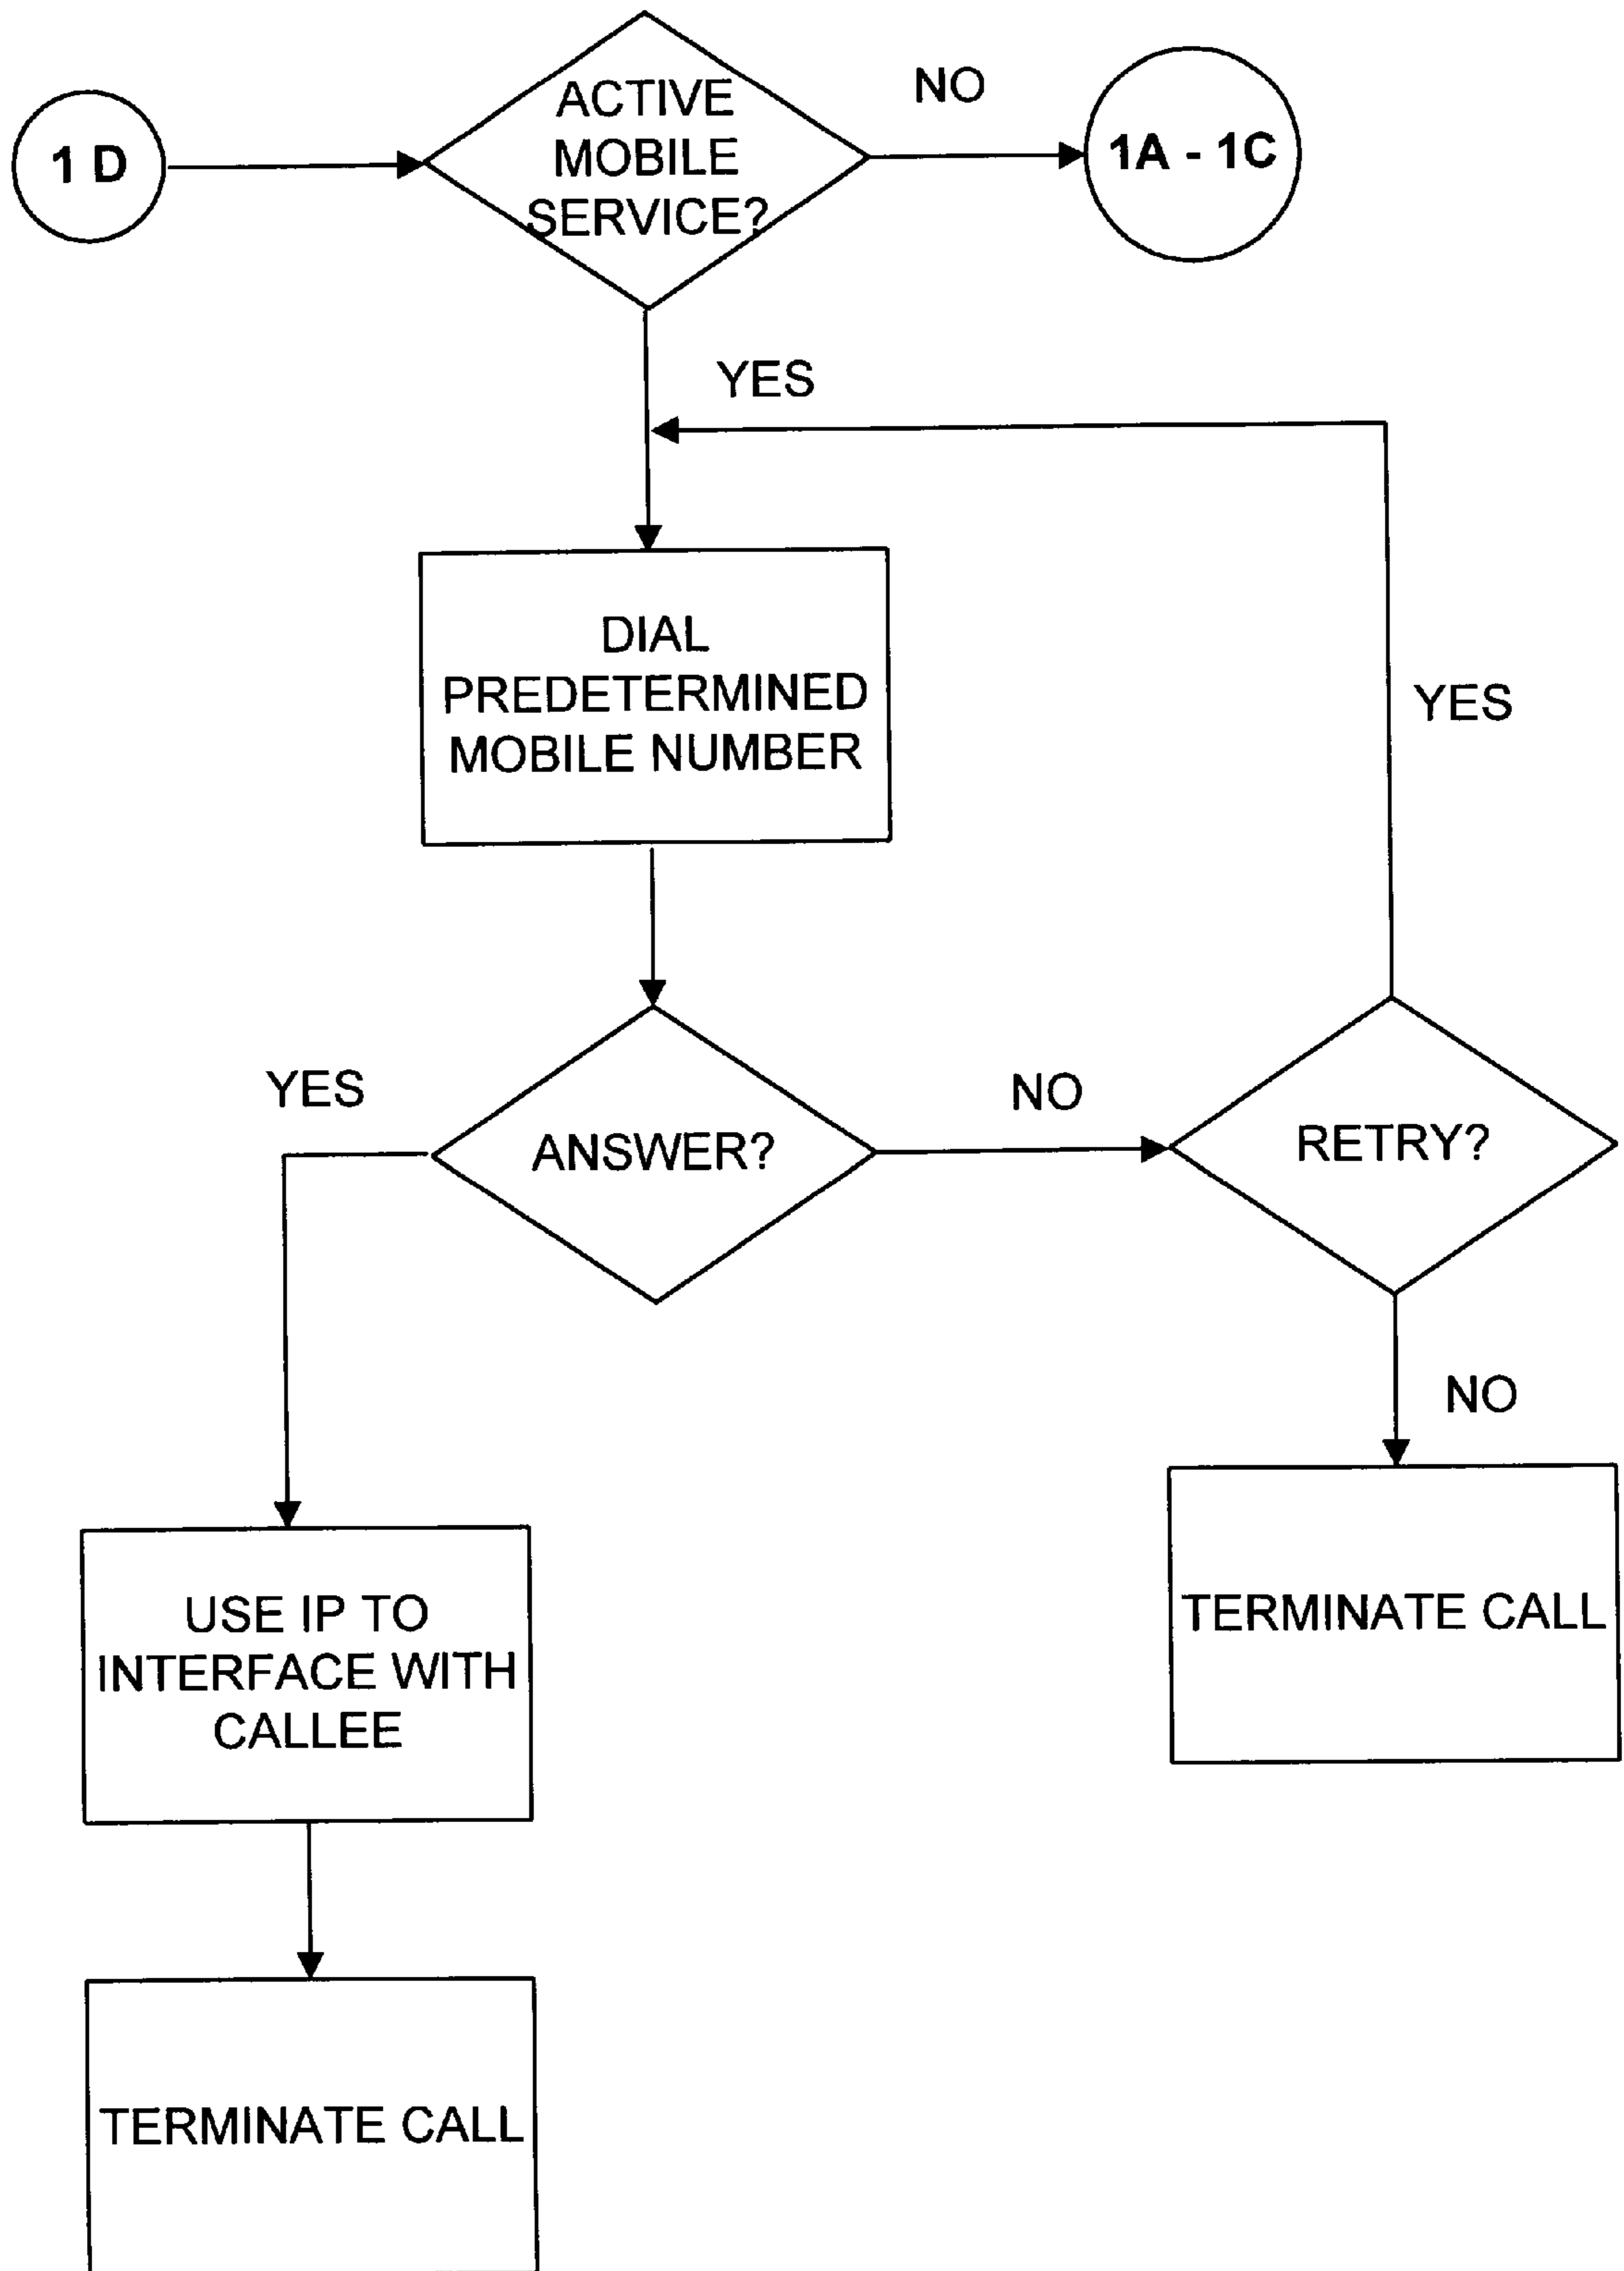 1 D
ACTIVE
MOBILE
SERVICE?
NO
1A - 1C
YES
DIAL
PREDETERMINED
MOBILE NUMBER
YES
YES
ANSWER?
NO
RETRY?
NO
USE IP TO
INTERFACE WITH
CALLEE
TERMINATE CALL
TERMINATE CALL